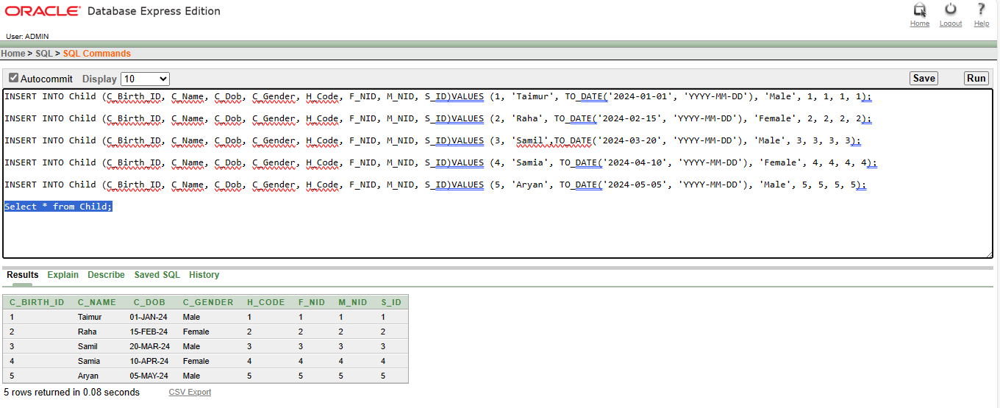 ORACLE® Database Express Edition
Home Logout Help
User: ADMIN
Home > SQL > SQL Commands
Autocommit Display 10 Save Run
INSERT INTO Child (C_Birth_ID, C_Name, C_Dob, C_Gender, H_Code, F_NID, M_NID, S_ID)VALUES (1, 'Taimur', TO_DATE('2024-01-01', 'YYYY-MM-DD'), 'Male', 1, 1, 1, 1);
INSERT INTO Child (C_Birth_ID, C_Name, C_Dob, C_Gender, H_Code, F_NID, M_NID, S_ID)VALUES (2, 'Raha', TO_DATE('2024-02-15', 'YYYY-MM-DD'), 'Female', 2, 2, 2, 2);
INSERT INTO Child (C_Birth_ID, C_Name, C_Dob, C_Gender, H_Code, F_NID, M_NID, S_ID)VALUES (3, 'Samil',TO_DATE('2024-03-20', 'YYYY-MM-DD'), 'Male', 3, 3, 3, 3);
INSERT INTO Child (C_Birth_ID, C_Name, C_Dob, C_Gender, H_Code, F_NID, M_NID, S_ID)VALUES (4, 'Samia', TO_DATE('2024-04-10', 'YYYY-MM-DD'), 'Female', 4, 4, 4, 4);
INSERT INTO Child (C_Birth_ID, C_Name, C_Dob, C_Gender, H_Code, F_NID, M_NID, S_ID)VALUES (5, 'Aryan', TO_DATE('2024-05-05', 'YYYY-MM-DD'), 'Male', 5, 5, 5, 5);
Select * from Child;
Results Explain Describe Saved SQL History
C_BIRTH_ID C_NAME C_DOB C_GENDER H_CODE F_NID M_NID S_ID
1 Taimur 01-JAN-24 Male 1 1 1 1
2 Raha 15-FEB-24 Female 2 2 2 2
3 Samil 20-MAR-24 Male 3 3 3 3
4 Samia 10-APR-24 Female 4 4 4 4
5 Aryan 05-MAY-24 Male 5 5 5 5
5 rows returned in 0.08 seconds CSV Export